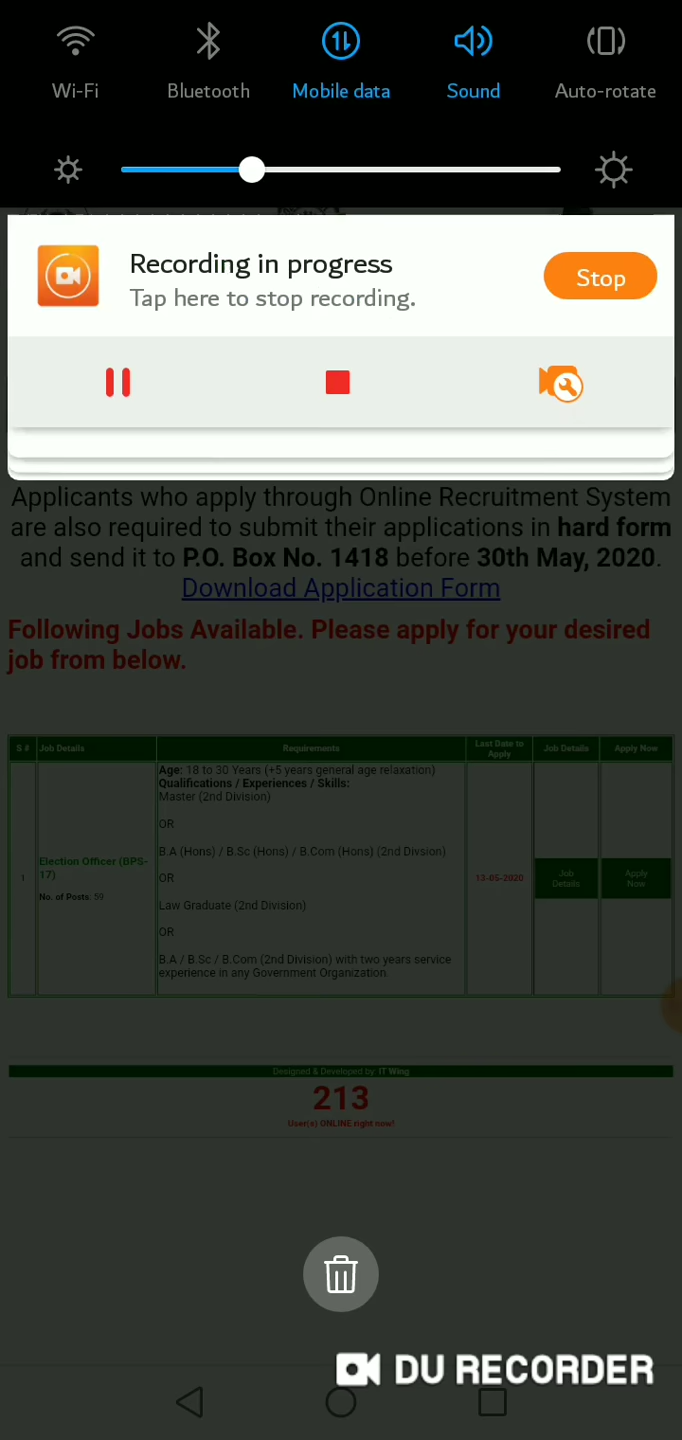 Wi-Fi
Bluetooth
Mobile data
Sound
Auto-rotate
Recording in progress
Tap here to stop recording.
Stop
Applicants who apply through Online Recruitment System
are also required to submit their applications in hard form
and send it to P.O. Box No. 1418 before 30th May, 2020.
Download Application Form
Following Jobs Available. Please apply for your desired
job from below.
S # Job Details Requirements Last Date to Apply Job Details Apply Now
1
Election Officer (BPS-
17)
No. of Posts: 59
Age: 18 to 30 Years (+5 years general age relaxation)
Qualifications / Experiences / Skills:
Master (2nd Division)
OR
B.A (Hons) / B.Sc (Hons) / B.Com (Hons) (2nd Divsion)
OR
Law Graduate (2nd Division)
OR
B.A / B.Sc / B.Com (2nd Division) with two years service
experience in any Government Organization
13-05-2020
Job
Details
Apply
Now
Designed & Developed by: IT Wing
213
User(s) ONLINE right now!
DU RECORDER